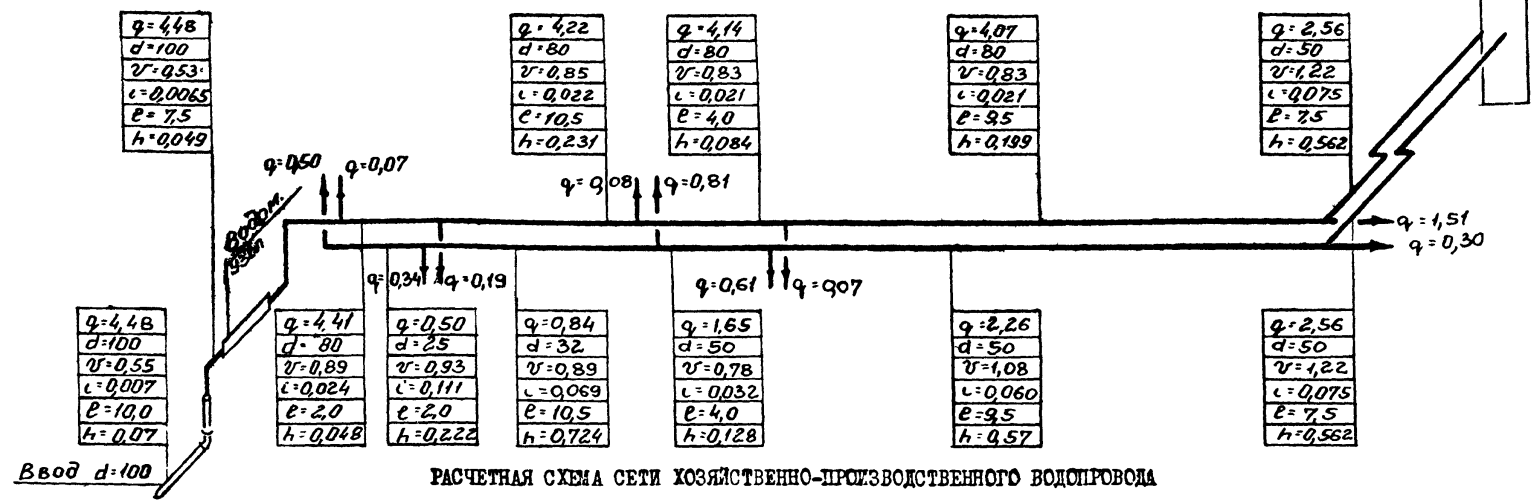 q=4,48
d=100
v=0,53
i=0,0065
ℓ=7,5
h=0,049
q=4,22
d=80
v=0,85
i=0,022
ℓ=10,5
h=0,231
q=4,14
d=80
v=0,83
i=0,021
ℓ=4,0
h=0,084
q=4,07
d=80
v=0,83
i=0,021
ℓ=9,5
h=0,199
q=2,56
d=50
v=1,22
i=0,075
ℓ=7,5
h=0,562
q=0,50
q=0,07
q=0,08
q=0,81
Водом.
узел
q=1,51
q=0,30
q=0,34
q=0,19
q=0,61
q=0,07
q=4,48
d=100
v=0,55
i=0,007
ℓ=10,0
h=0,07
q=4,41
d=80
v=0,89
i=0,024
ℓ=2,0
h=0,048
q=0,50
d=25
v=0,93
i=0,111
ℓ=2,0
h=0,222
q=0,84
d=32
v=0,89
i=0,069
ℓ=10,5
h=0,724
q=1,65
d=50
v=0,78
i=0,032
ℓ=4,0
h=0,128
q=2,26
d=50
v=1,08
i=0,060
ℓ=9,5
h=0,57
q=2,56
d=50
v=1,22
i=0,075
ℓ=7,5
h=0,562
Ввод d=100
РАСЧЕТНАЯ СХЕМА СЕТИ ХОЗЯЙСТВЕННО-ПРОИЗВОДСТВЕННОГО ВОДОПРОВОДА